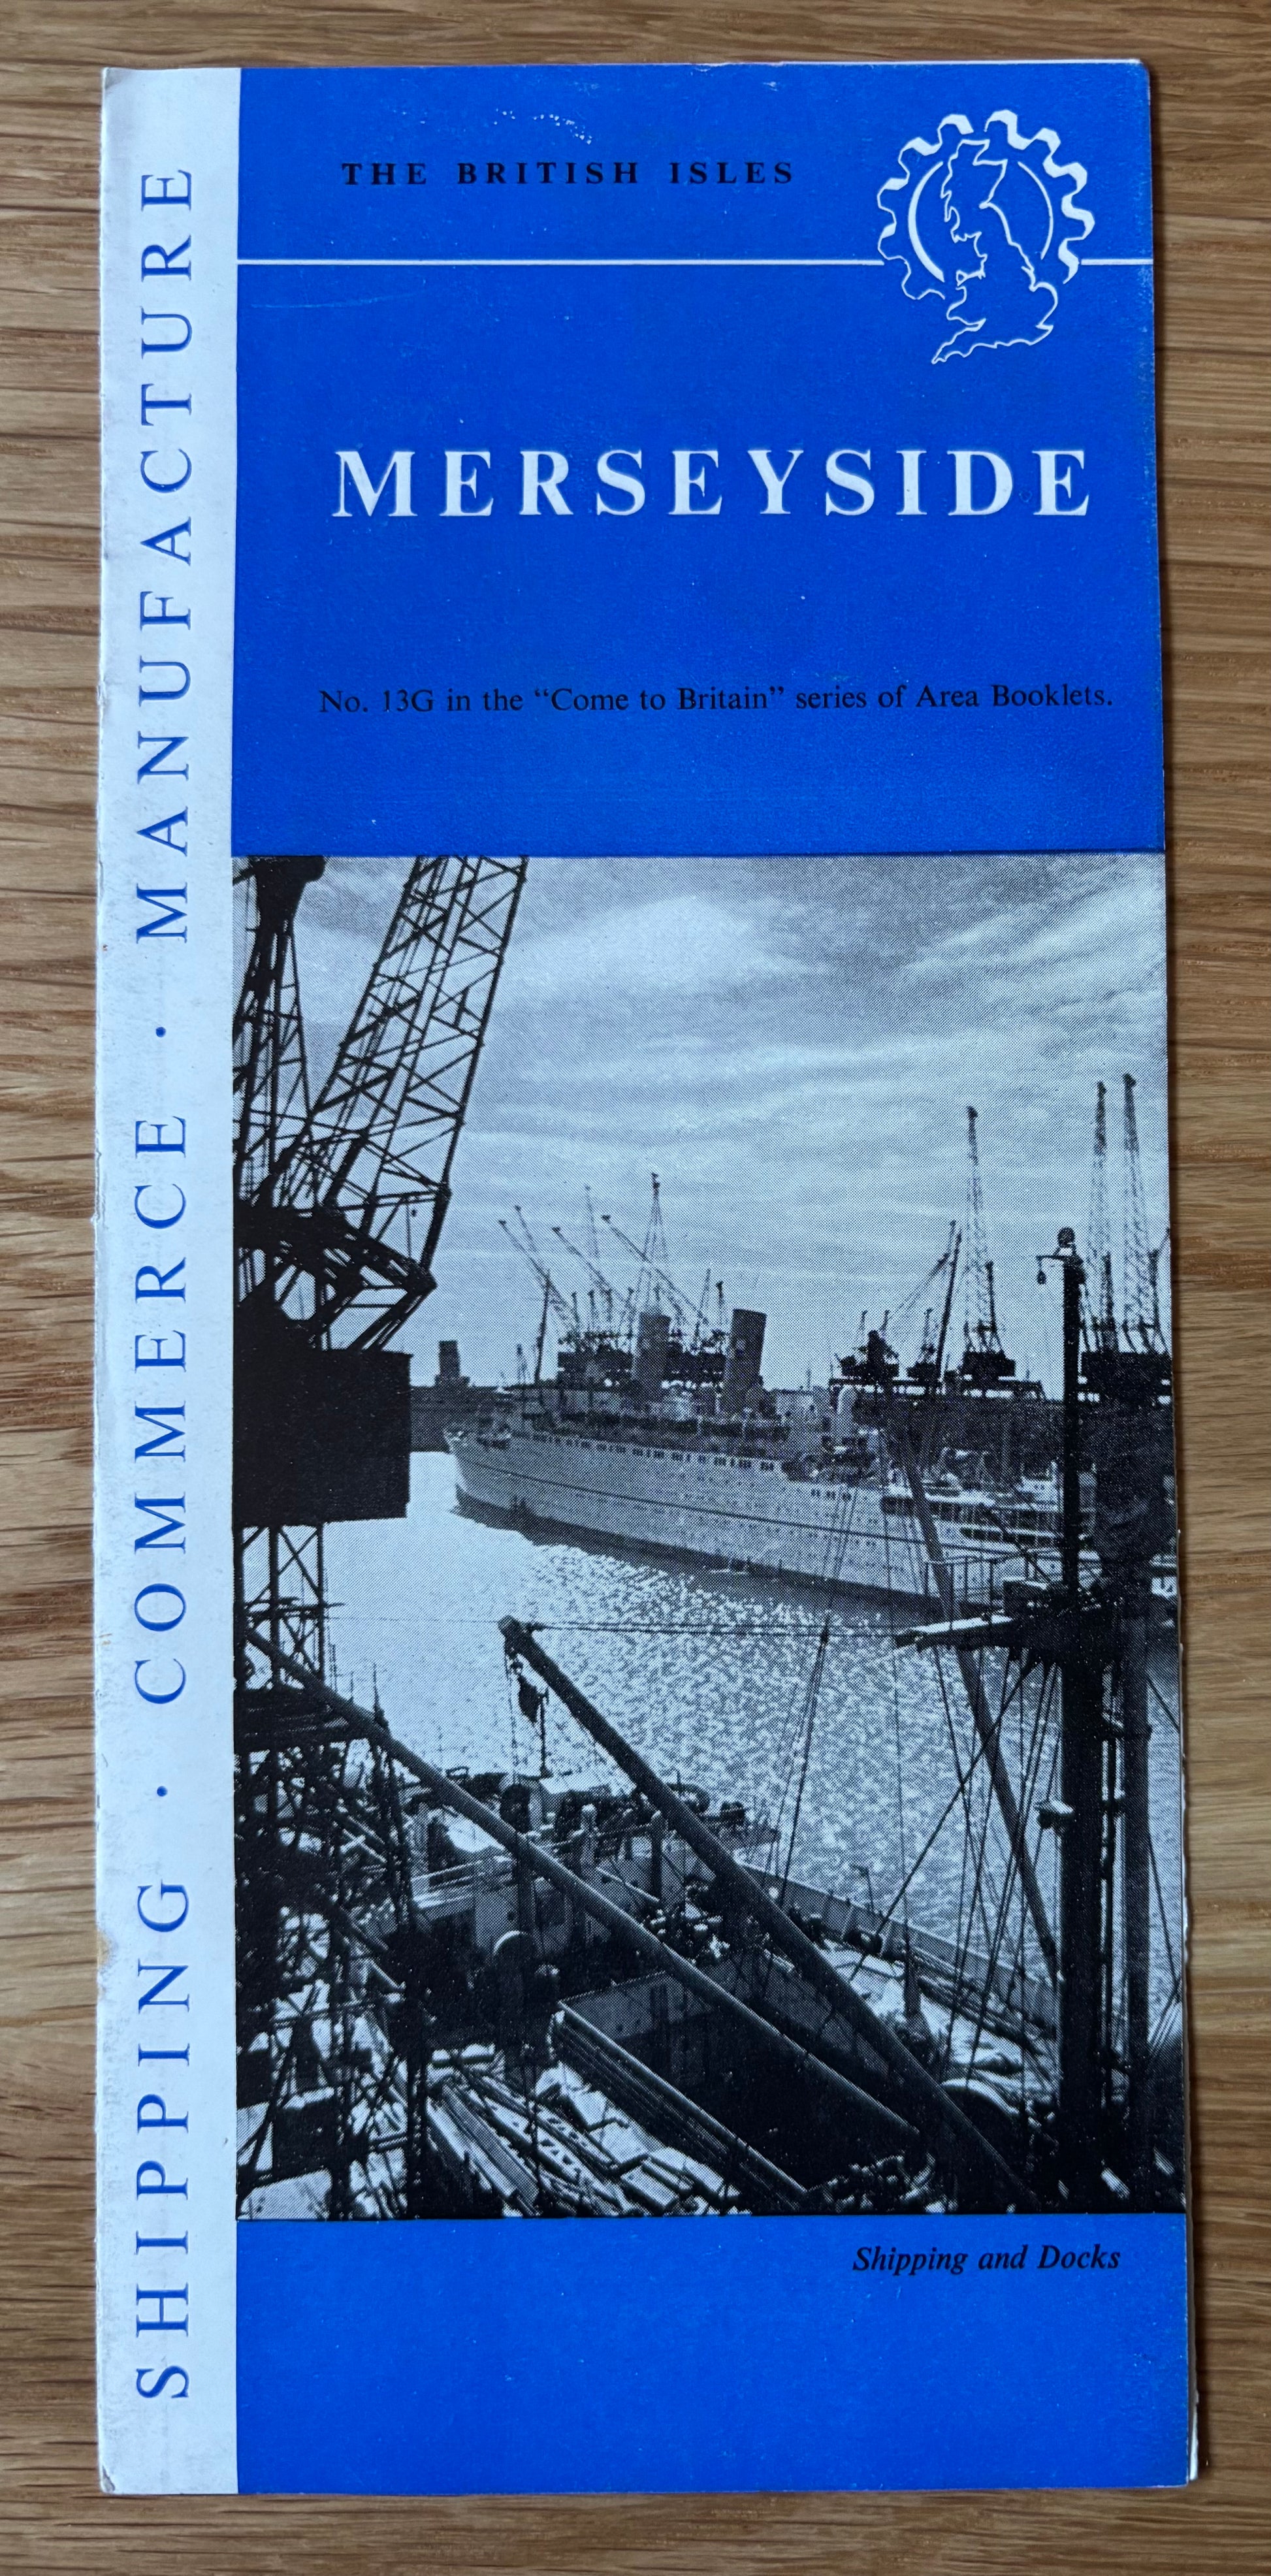 THE BRITISH ISLES
MERSEYSIDE
No. 13G in the “Come to Britain” series of Area Booklets.
SHIPPING · COMMERCE · MANUFACTURE
Shipping and Docks